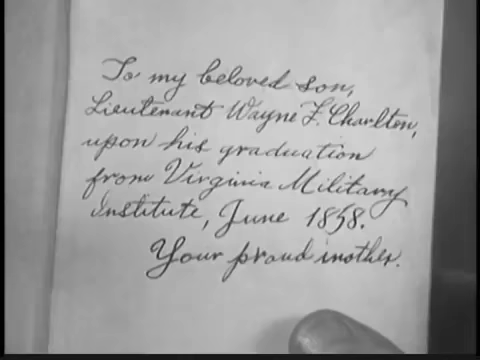 To my beloved son,
Lieutenant Wayne F. Charlton,
upon his graduation
from Virginia Military
Institute, June 1858.
Your proud mother.